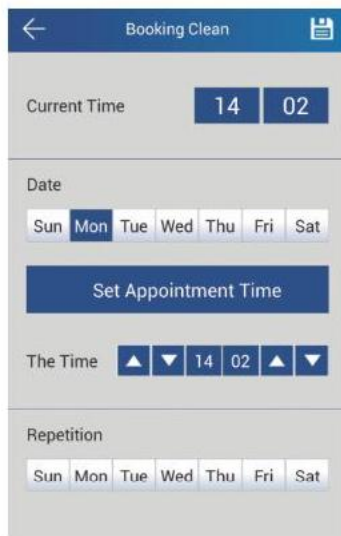 Booking Clean
Current Time 14 02
Date
Sun Mon Tue Wed Thu Fri Sat
Set Appointment Time
The Time 14 02
Repetition
Sun Mon Tue Wed Thu Fri Sat